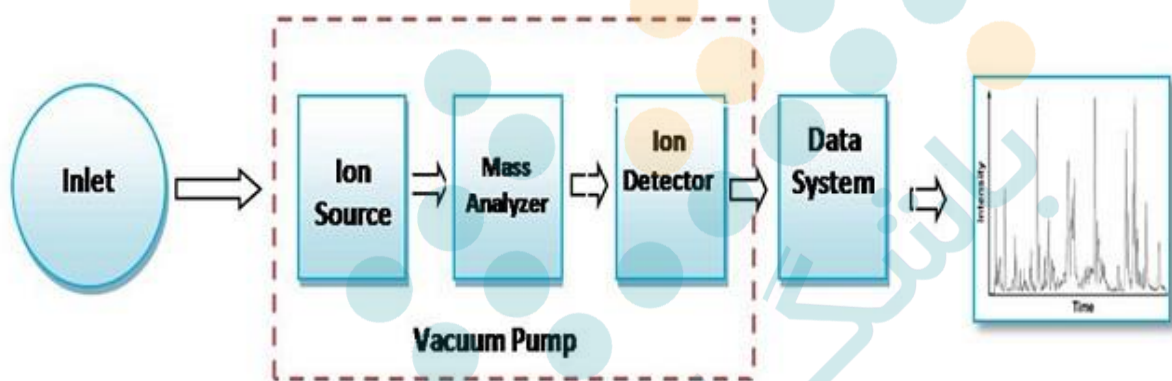 Inlet
Ion
Source
Mass
Analyzer
Ion
Detector
Data
System
Intensity
Time
Vacuum Pump